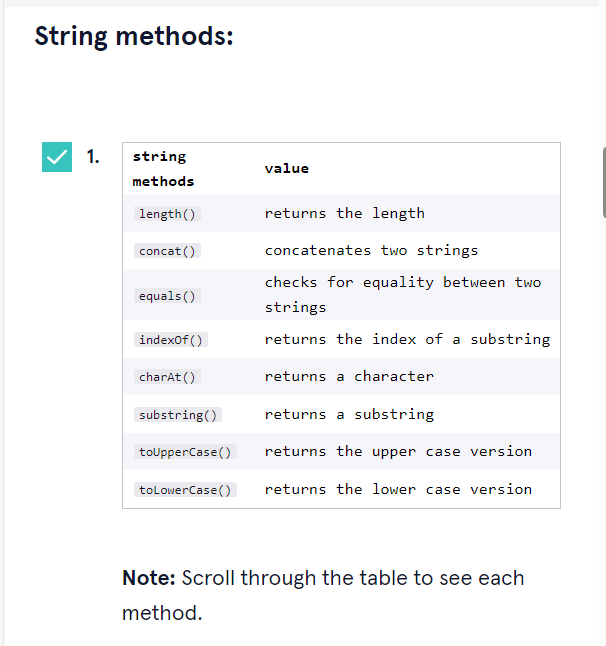 String methods:
1.
string
methods
value
length()
returns the length
concat()
concatenates two strings
equals()
checks for equality between two
strings
indexOf()
returns the index of a substring
charAt()
returns a character
substring()
returns a substring
toUpperCase()
returns the upper case version
toLowerCase()
returns the lower case version
Note: Scroll through the table to see each
method.